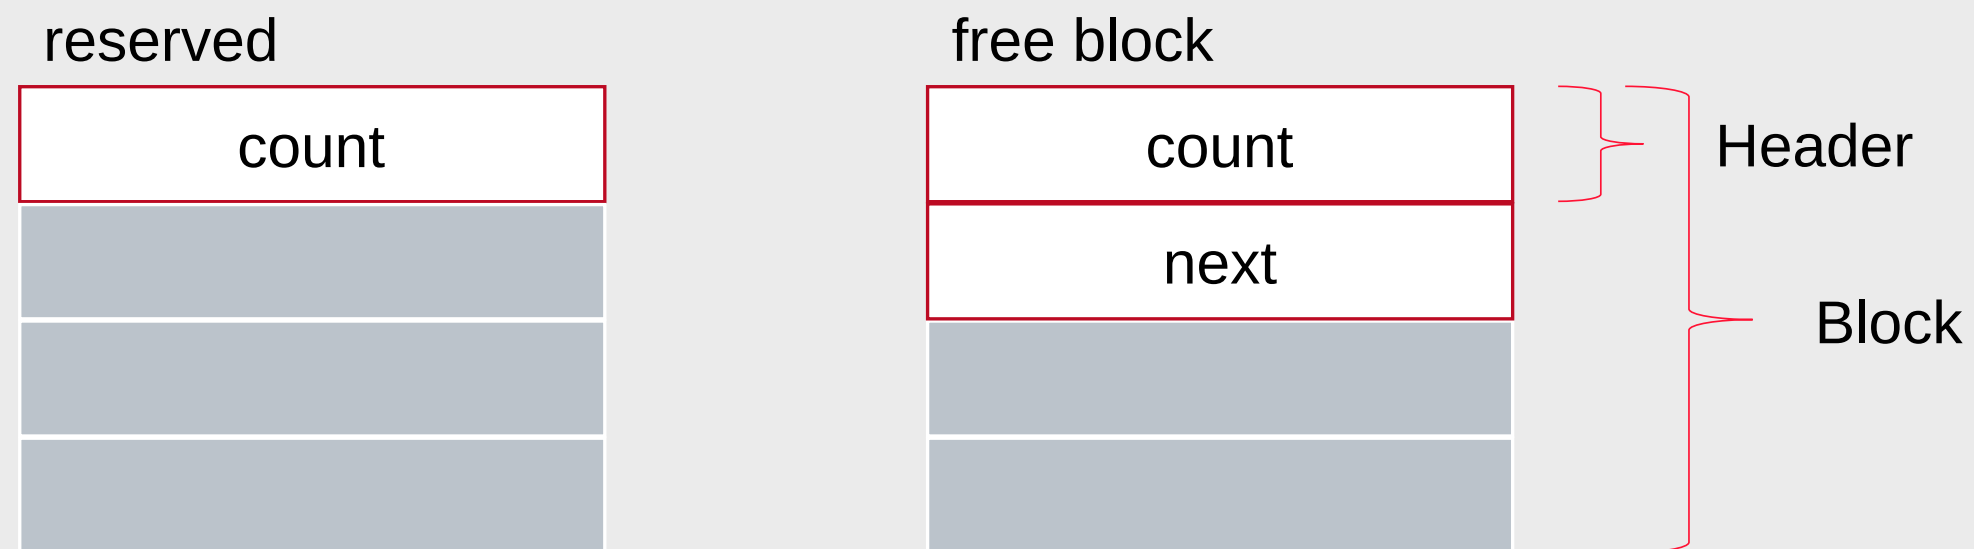 reserved
free block
count
count
Header
next
Block